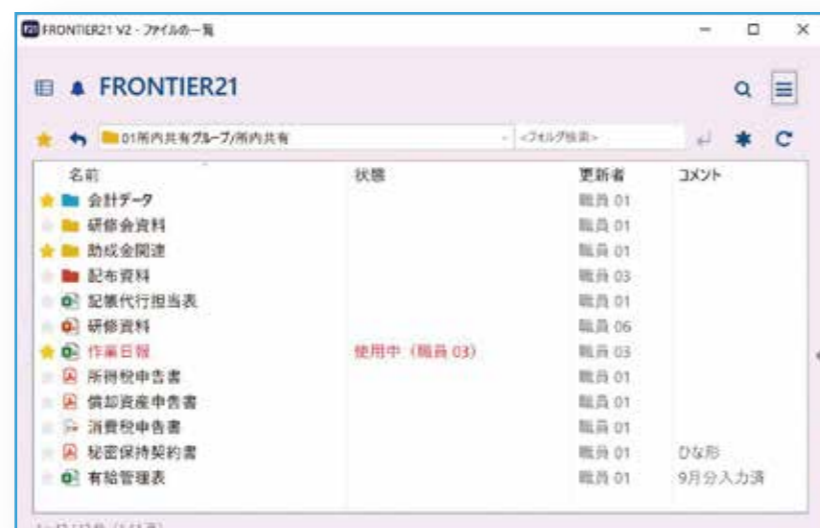 FRONTIER21 V2 - ファイルの一覧
FRONTIER21
01所内共有グループ/所内共有 <フォルダ検索>
名前 状態 更新者 コメント
会計データ 職員 01
研修会資料 職員 01
助成金関連 職員 01
配布資料 職員 03
記帳代行担当表 職員 01
研修資料 職員 06
作業日報 使用中（職員 03） 職員 03
所得税申告書 職員 01
償却資産申告書 職員 01
消費税申告書 職員 01
秘密保持契約書 職員 01 ひな形
有給管理表 職員 01 9月分入力済